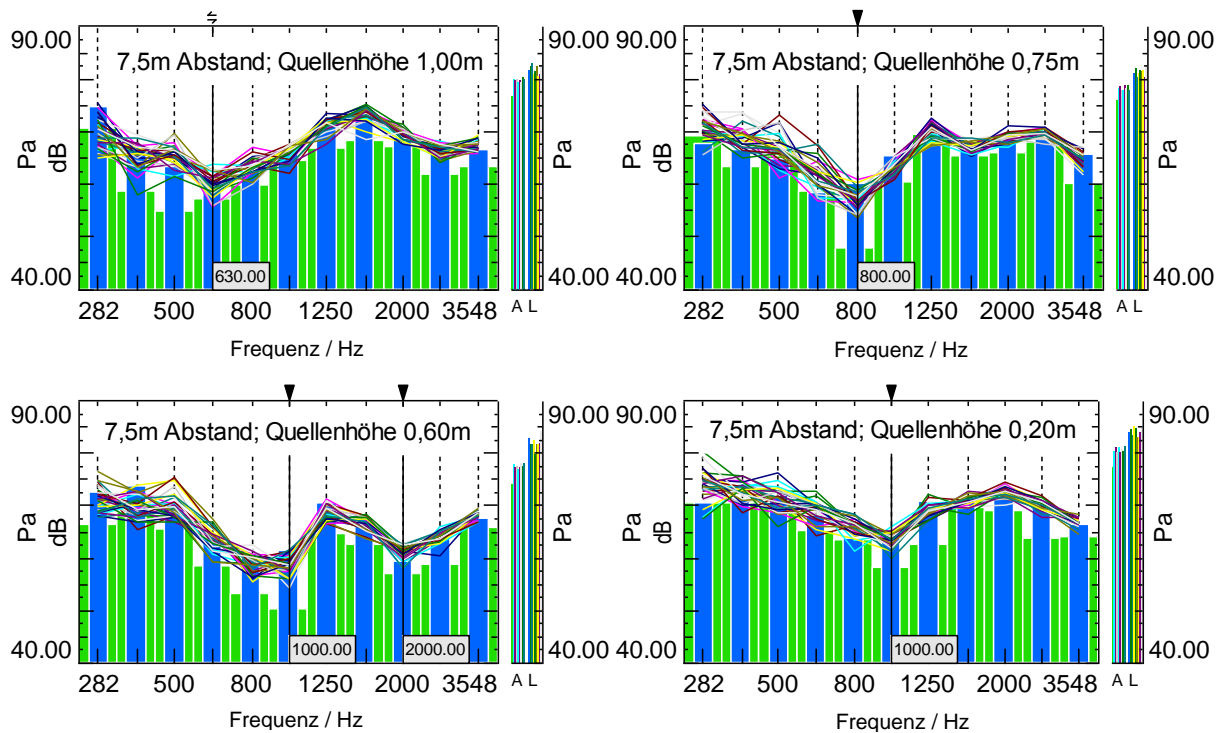 90.00
7,5m Abstand; Quellenhöhe 1,00m
Pa
dB
40.00
630.00
282 500 800 1250 2000 3548
Frequenz / Hz
A L
90.00
Pa
40.00
90.00
7,5m Abstand; Quellenhöhe 0,75m
Pa
dB
40.00
800.00
282 500 800 1250 2000 3548
Frequenz / Hz
A L
90.00
Pa
40.00
90.00
7,5m Abstand; Quellenhöhe 0,60m
Pa
dB
40.00
1000.00 2000.00
282 500 800 1250 2000 3548
Frequenz / Hz
A L
90.00
Pa
40.00
90.00
7,5m Abstand; Quellenhöhe 0,20m
Pa
dB
40.00
1000.00
282 500 800 1250 2000 3548
Frequenz / Hz
A L
90.00
Pa
40.00